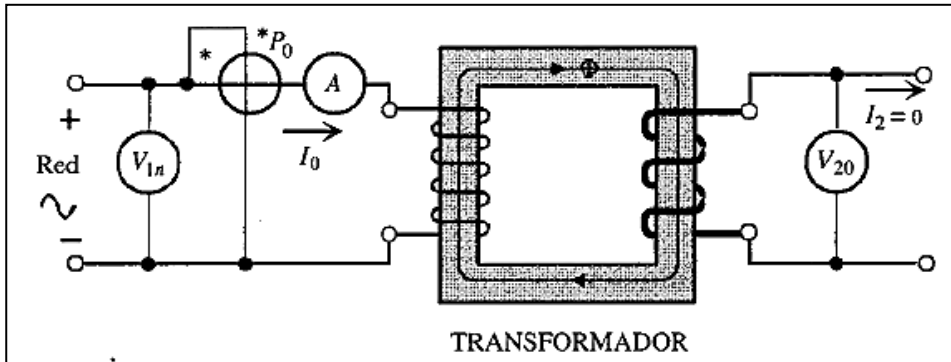 * *P₀
A
+
I₀
I₂ = 0
Red
V₁ₙ
V₂₀
−
TRANSFORMADOR